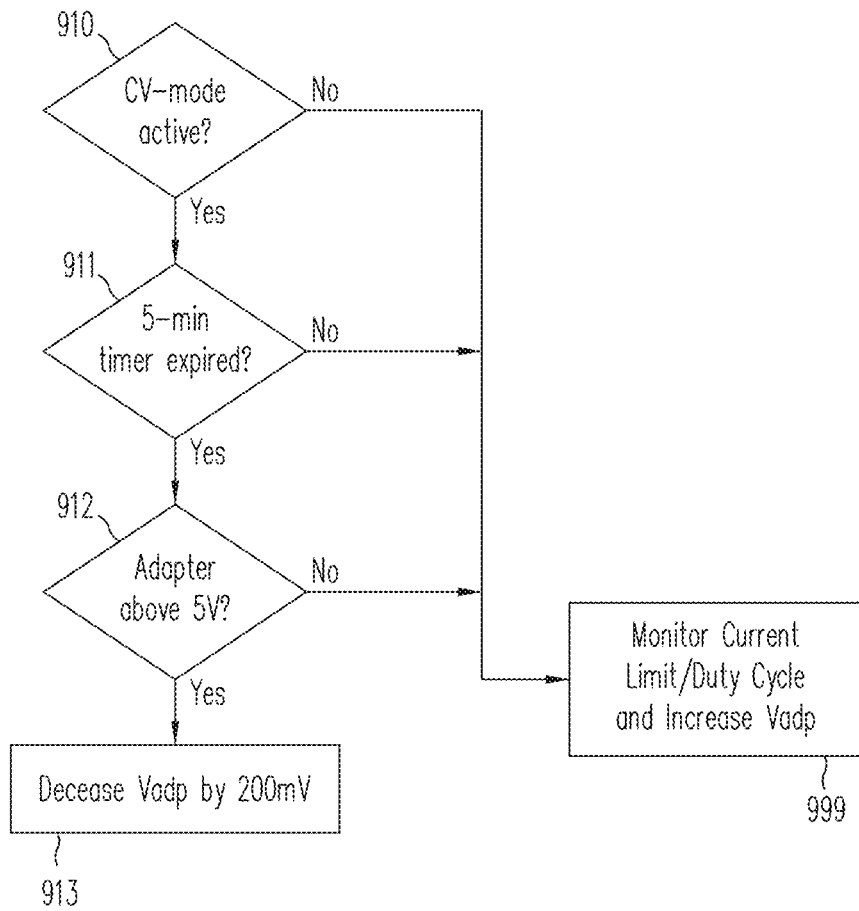 910
CV-mode
active?
No
Yes
911
5-min
timer expired?
No
Yes
912
Adapter
above 5V?
No
Yes
Decease Vadp by 200mV
913
Monitor Current
Limit/Duty Cycle
and Increase Vadp
999